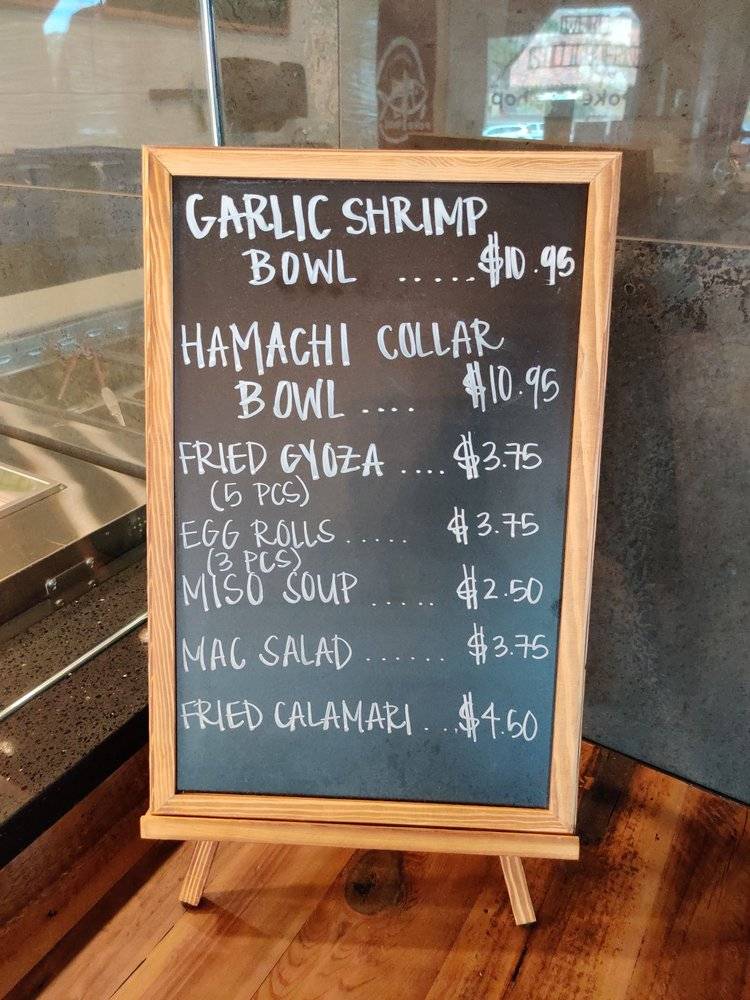 GARLIC SHRIMP
BOWL ..... $10.95
HAMACHI COLLAR
BOWL .... $10.95
FRIED GYOZA .... $3.75
(5 PCS)
EGG ROLLS ..... $3.75
(3 PCS)
MISO SOUP ..... $2.50
MAC SALAD ...... $3.75
FRIED CALAMARI ... $4.50